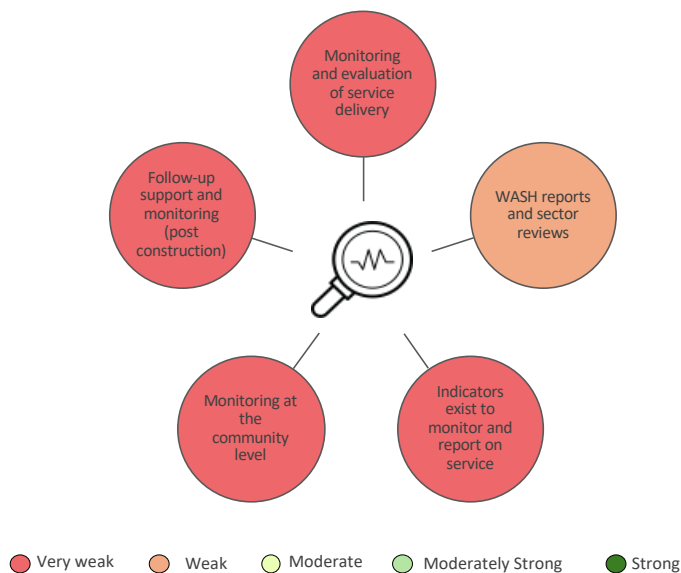 Monitoring
and evaluation
of service
delivery
Follow-up
support and
monitoring
(post
construction)
WASH reports
and sector
reviews
Monitoring at
the
community
level
Indicators
exist to
monitor and
report on
service
Very weak
Weak
Moderate
Moderately Strong
Strong